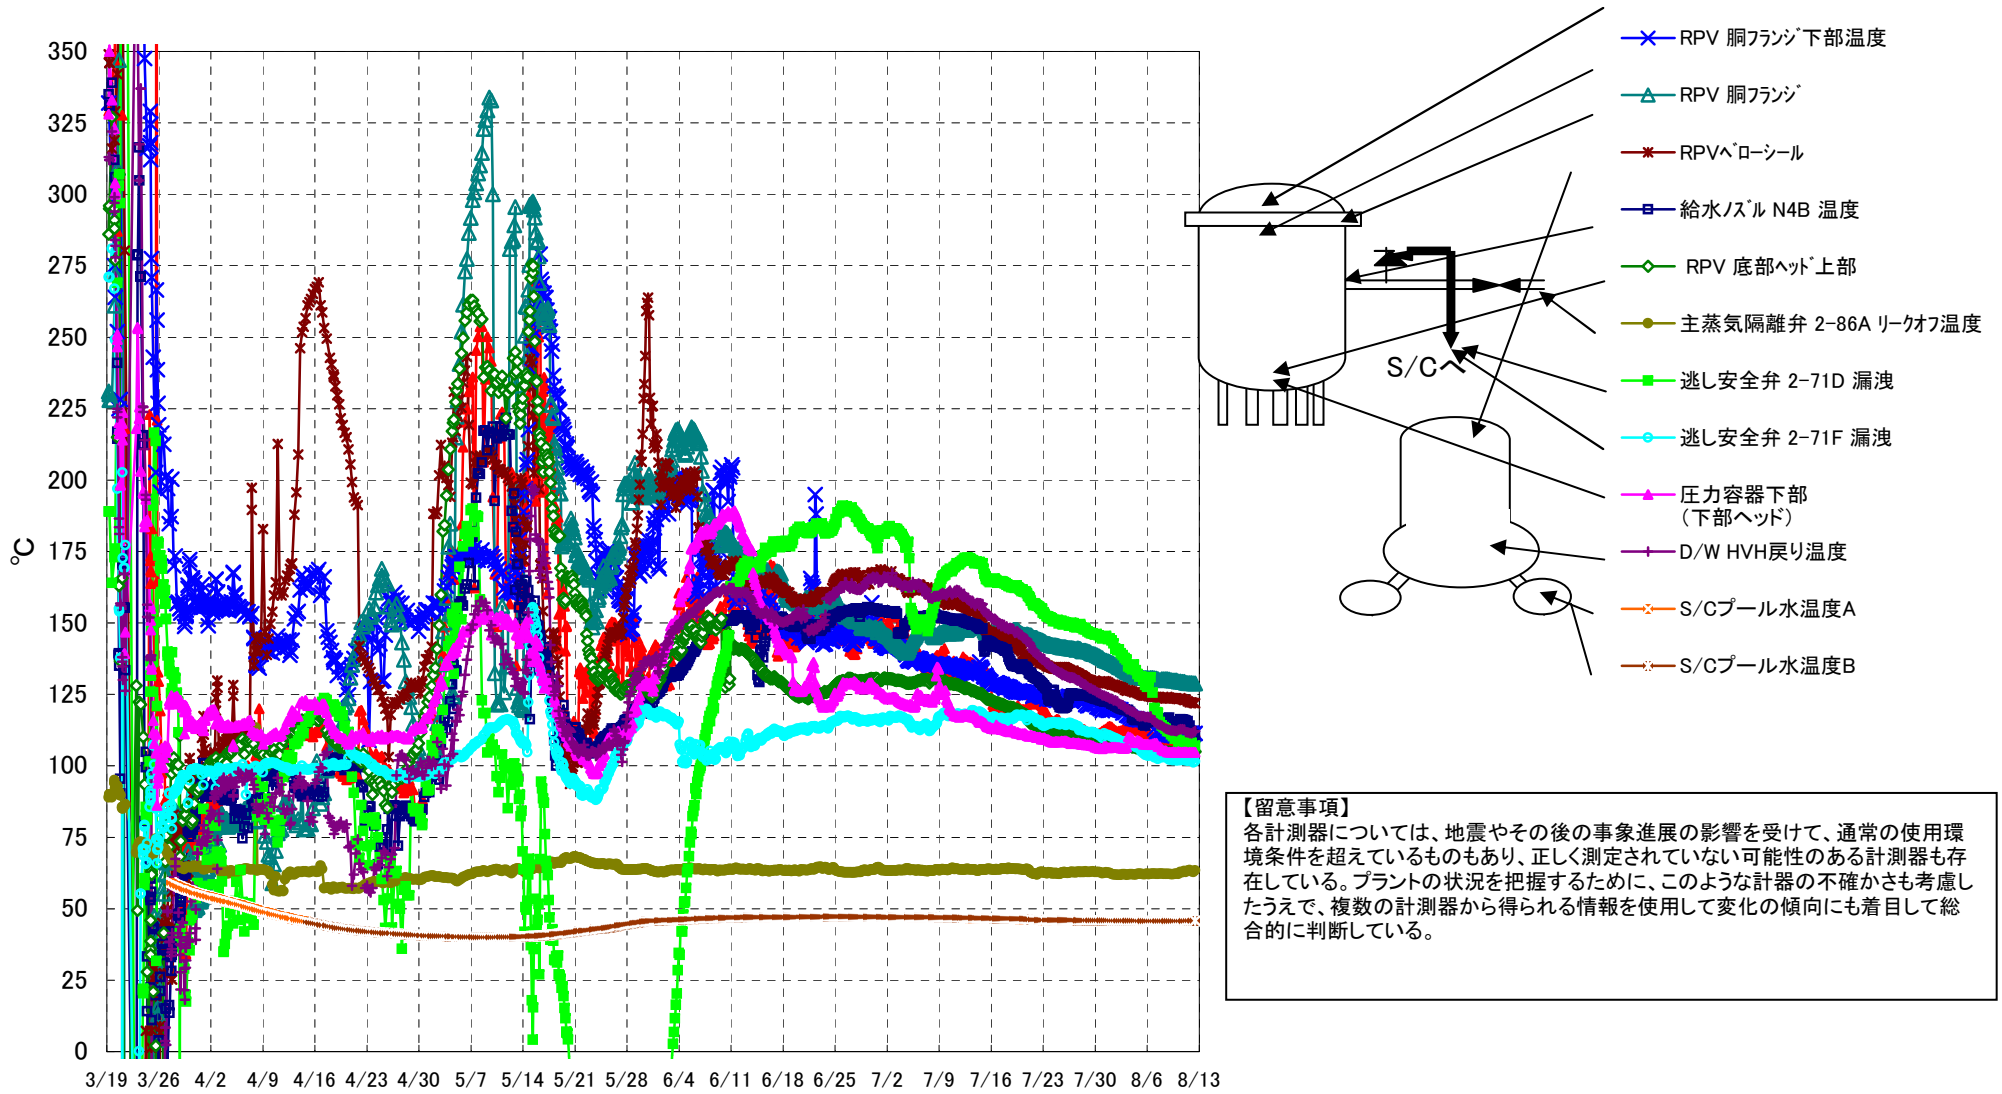 350
325
300
275
250
225
200
175
150
125
100
75
50
25
0
℃
3/19 3/26 4/2 4/9 4/16 4/23 4/30 5/7 5/14 5/21 5/28 6/4 6/11 6/18 6/25 7/2 7/9 7/16 7/23 7/30 8/6 8/13
S/Cへ
RPV 胴ﾌﾗﾝｼﾞ下部温度
RPV 胴ﾌﾗﾝｼﾞ
RPVﾍﾞﾛｰｼｰﾙ
給水ﾉｽﾞﾙ N4B 温度
RPV 底部ﾍｯﾄﾞ上部
主蒸気隔離弁 2-86A ﾘｰｸｵﾌ温度
逃し安全弁 2-71D 漏洩
逃し安全弁 2-71F 漏洩
圧力容器下部
（下部ヘッド）
D/W HVH戻り温度
S/Cプール水温度A
S/Cプール水温度B
【留意事項】
各計測器については、地震やその後の事象進展の影響を受けて、通常の使用環
境条件を超えているものもあり、正しく測定されていない可能性のある計測器も存
在している。プラントの状況を把握するために、このような計器の不確かさも考慮し
たうえで、複数の計測器から得られる情報を使用して変化の傾向にも着目して総
合的に判断している。